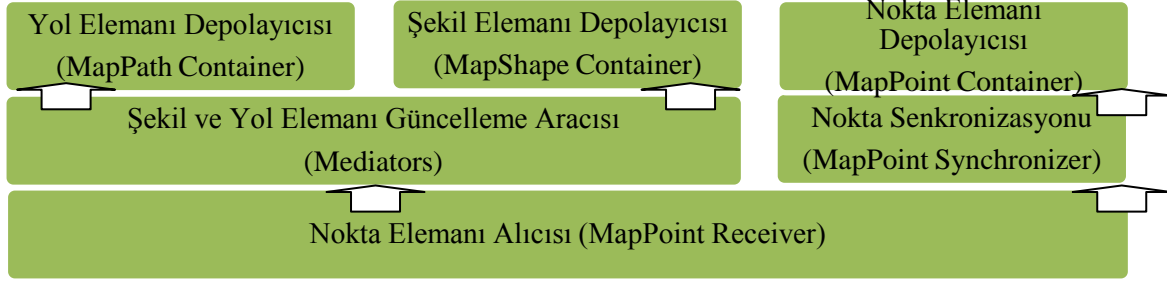 Yol Elemanı Depolayıcısı
(MapPath Container)
Şekil Elemanı Depolayıcısı
(MapShape Container)
Nokta Elemanı
Depolayıcısı
(MapPoint Container)
Şekil ve Yol Elemanı Güncelleme Aracısı
(Mediators)
Nokta Senkronizasyonu
(MapPoint Synchronizer)
Nokta Elemanı Alıcısı (MapPoint Receiver)